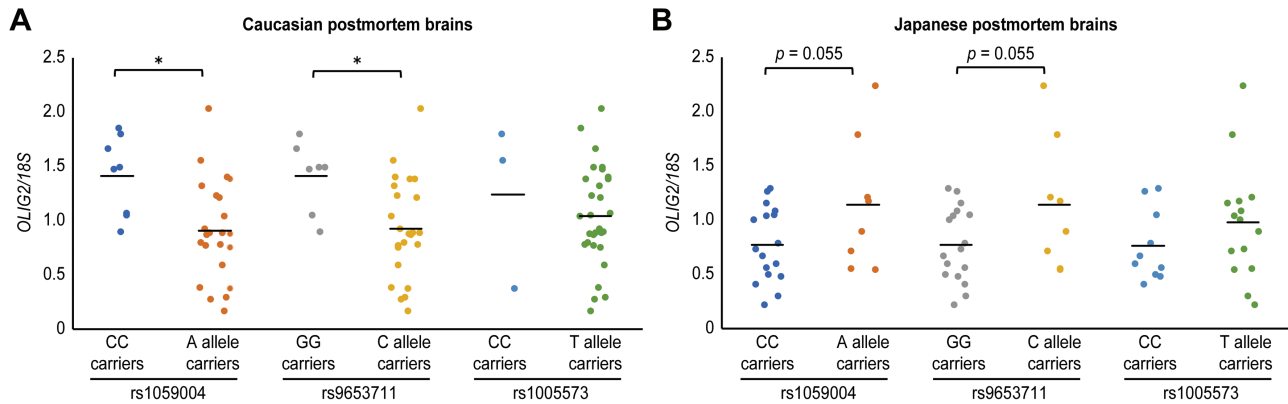 A
Caucasian postmortem brains
OLIG2/18S
2.5
2.0
1.5
1.0
0.5
0
*
*
CC carriers
A allele carriers
GG carriers
C allele carriers
CC carriers
T allele carriers
rs1059004
rs9653711
rs1005573
B
Japanese postmortem brains
OLIG2/18S
2.5
2.0
1.5
1.0
0.5
0
p = 0.055
p = 0.055
CC carriers
A allele carriers
GG carriers
C allele carriers
CC carriers
T allele carriers
rs1059004
rs9653711
rs1005573